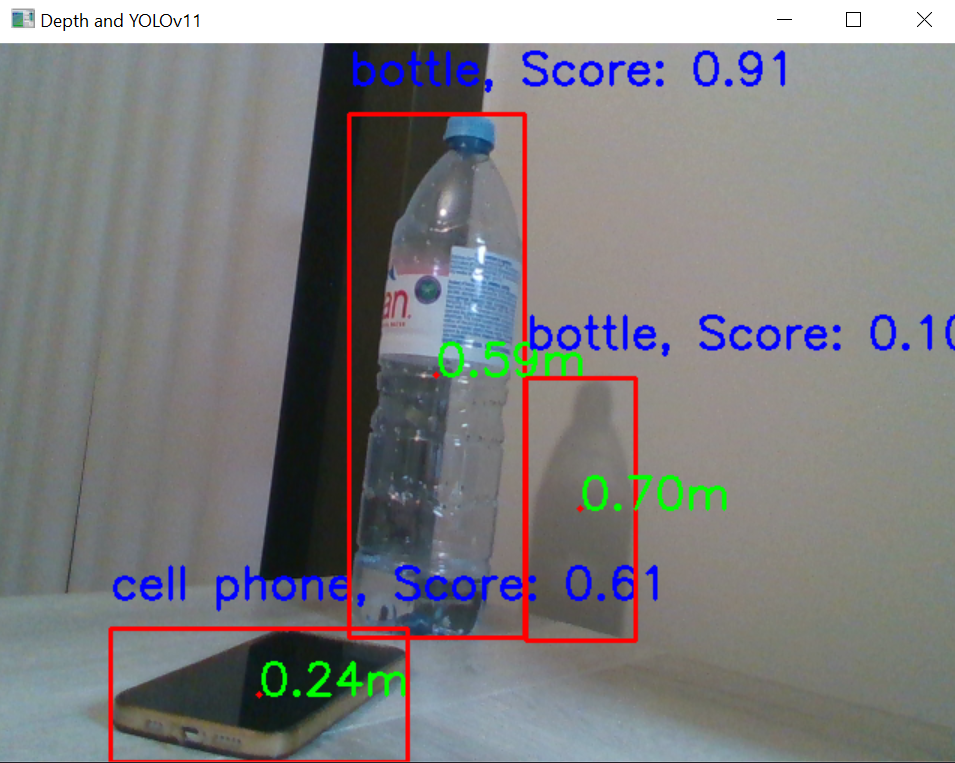 Depth and YOLOv11
bottle, Score: 0.91
an.
bottle, Score: 0.10
0.59m
0.70m
cell phone, Score: 0.61
0.24m